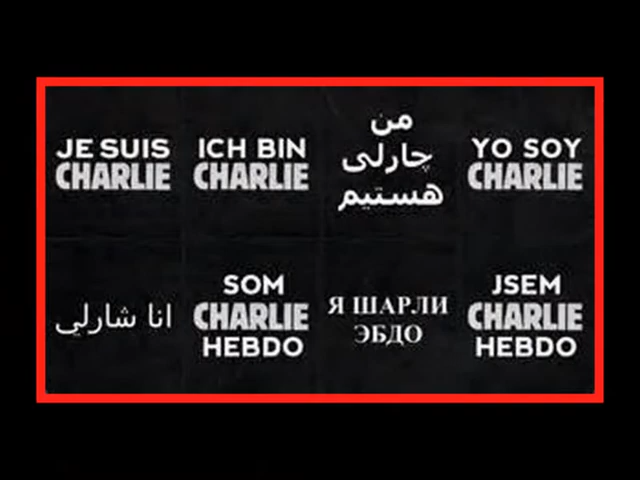 JE SUIS
CHARLIE
ICH BIN
CHARLIE
من
چارلی
هستیم
YO SOY
CHARLIE
انا شارلي
SOM
CHARLIE
HEBDO
Я ШАРЛИ
ЭБДО
JSEM
CHARLIE
HEBDO